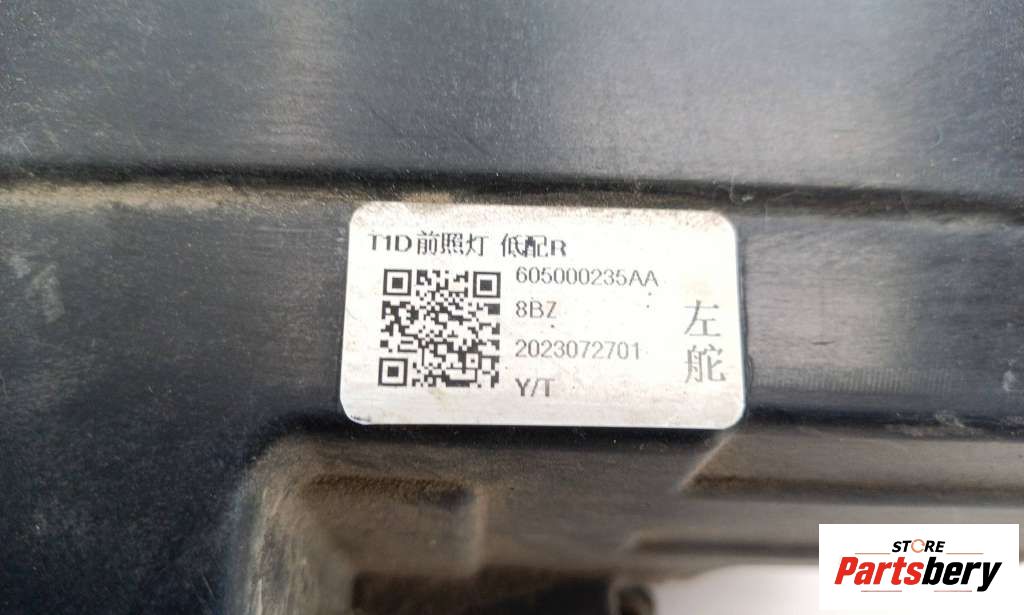 T1D前照灯 低配R
605000235AA
8BZ
2023072701
Y/T
左
舵
STORE
Partsbery